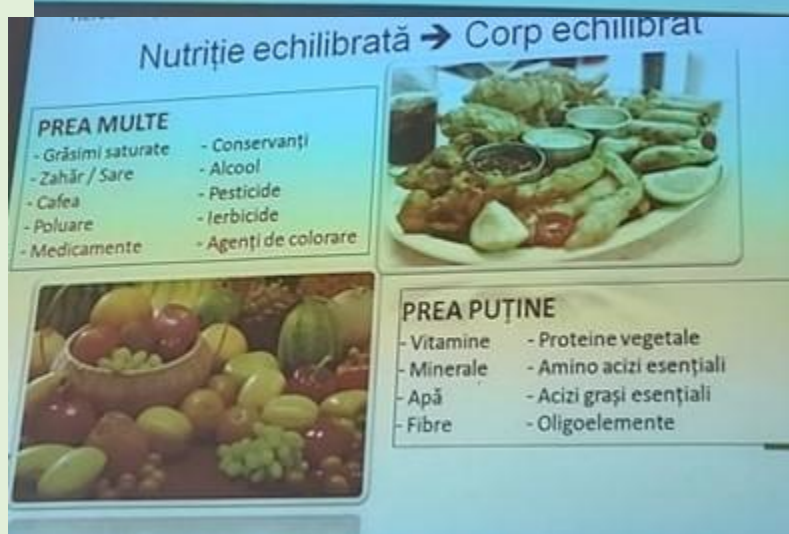 Nutriție echilibrată ➔ Corp echilibrat
PREA MULTE
- Grăsimi saturate
- Zahăr / Sare
- Cafea
- Poluare
- Medicamente
- Conservanți
- Alcool
- Pesticide
- Ierbicide
- Agenți de colorare
PREA PUȚINE
- Vitamine
- Minerale
- Apă
- Fibre
- Proteine vegetale
- Amino acizi esențiali
- Acizi grași esențiali
- Oligoelemente